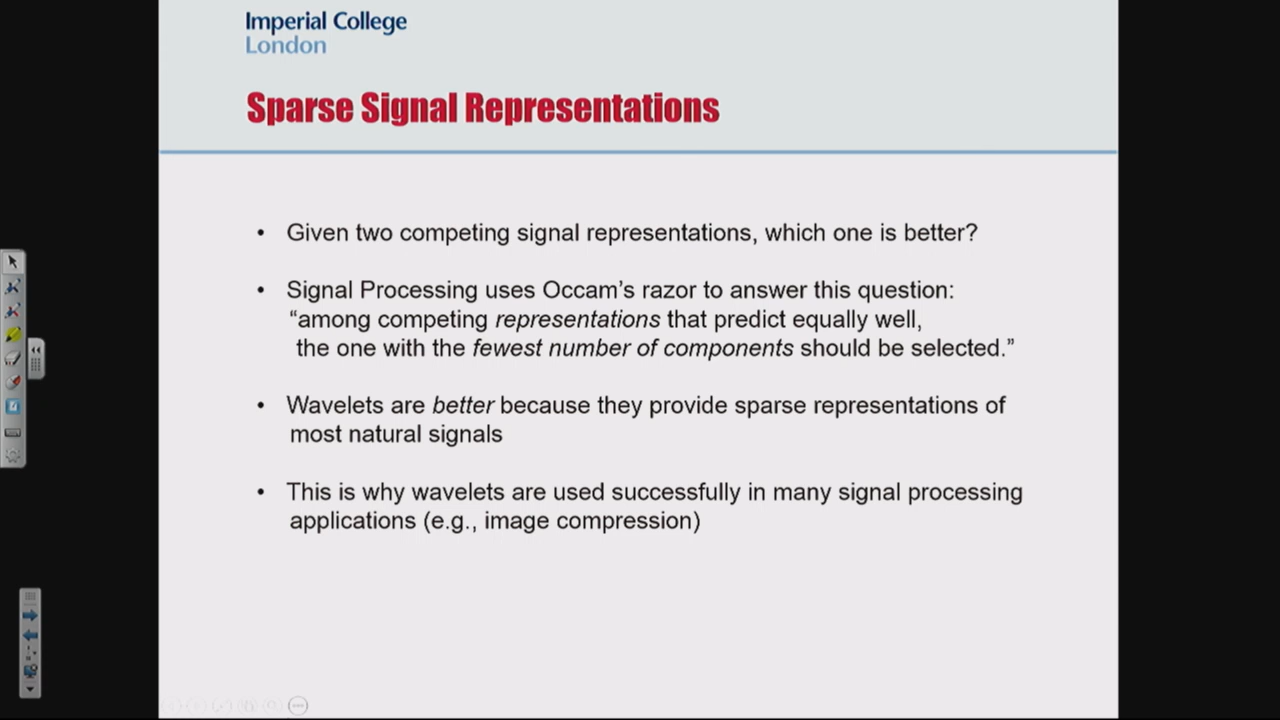 Imperial College
London
Sparse Signal Representations
• Given two competing signal representations, which one is better?
• Signal Processing uses Occam’s razor to answer this question:
“among competing representations that predict equally well,
the one with the fewest number of components should be selected.”
• Wavelets are better because they provide sparse representations of
most natural signals
• This is why wavelets are used successfully in many signal processing
applications (e.g., image compression)